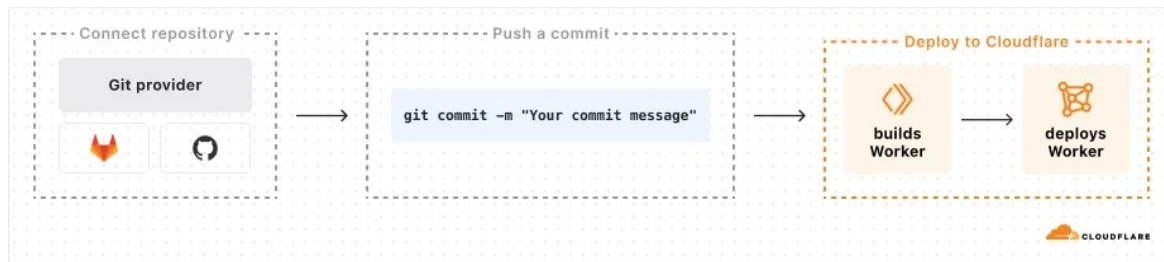 Connect repository
Git provider
Push a commit
git commit -m "Your commit message"
Deploy to Cloudflare
builds
Worker
deploys
Worker
CLOUDFLARE